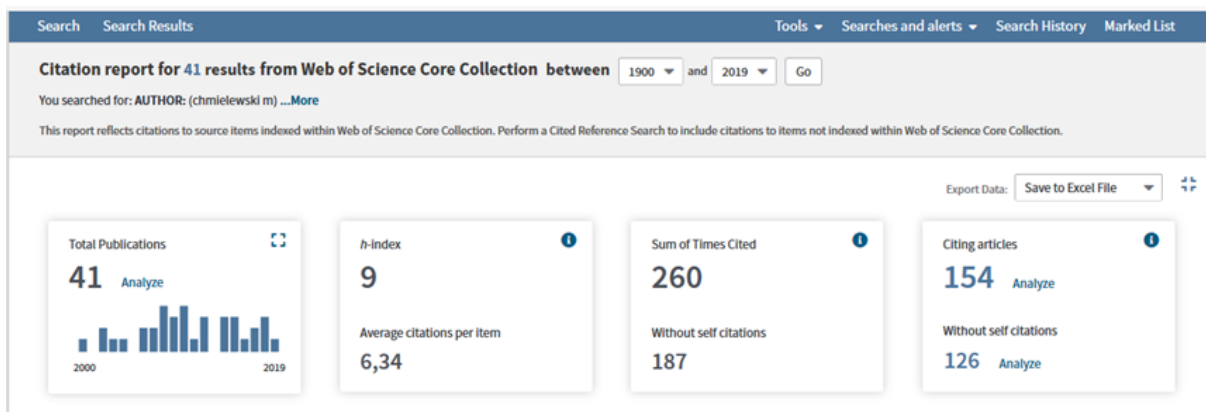 Search Search Results Tools Searches and alerts Search History Marked List
Citation report for 41 results from Web of Science Core Collection between 1900 and 2019 Go
You searched for: AUTHOR: (chmielewski m) ...More
This report reflects citations to source items indexed within Web of Science Core Collection. Perform a Cited Reference Search to include citations to items not indexed within Web of Science Core Collection.
Export Data: Save to Excel File
Total Publications
41 Analyze
2000 2019
h-index
9
Average citations per item
6,34
Sum of Times Cited
260
Without self citations
187
Citing articles
154 Analyze
Without self citations
126 Analyze